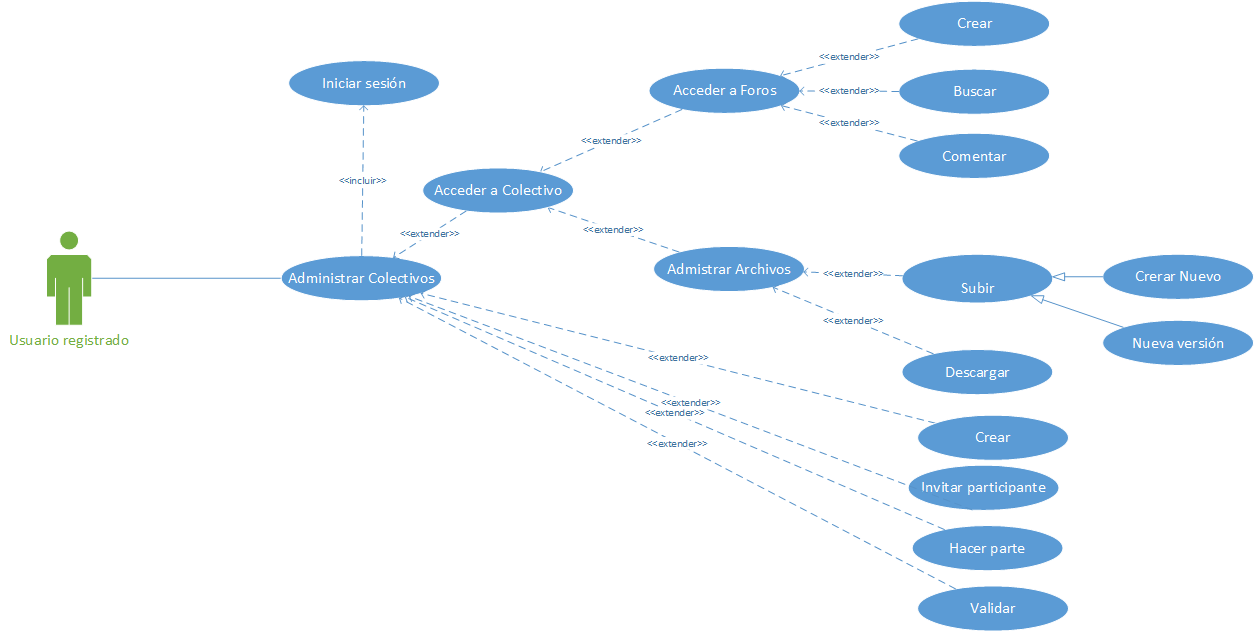 Crear
<<extender>>
Iniciar sesión
Acceder a Foros
<<extender>>
Buscar
<<extender>>
<<extender>>
Comentar
<<incluir>>
Acceder a Colectivo
<<extender>>
<<extender>>
Administrar Colectivos
Admistrar Archivos
<<extender>>
Subir
Crerar Nuevo
Usuario registrado
<<extender>>
Nueva versión
<<extender>>
Descargar
<<extender>>
<<extender>>
Crear
<<extender>>
Invitar participante
Hacer parte
Validar